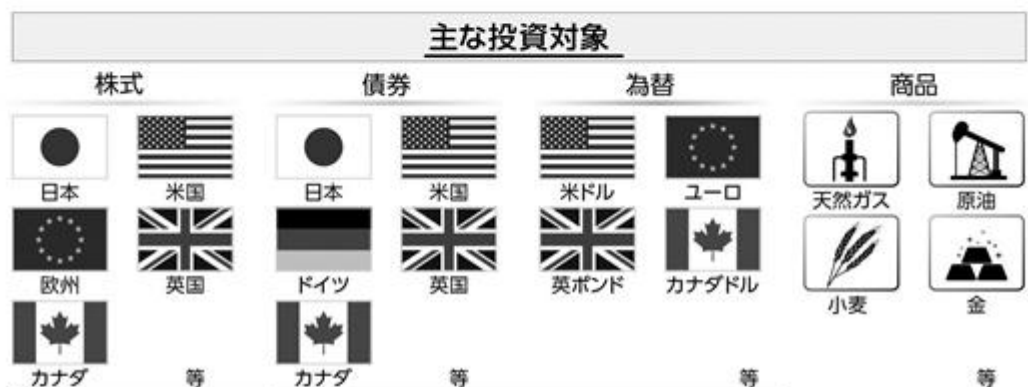 主な投資対象
株式 債券 為替 商品
日本 米国 日本 米国 米ドル ユーロ 天然ガス 原油
欧州 英国 ドイツ 英国 英ポンド カナダドル 小麦 金
カナダ 等 カナダ 等 等 等